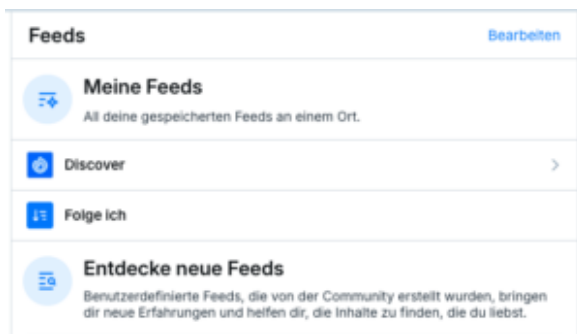 Feeds
Bearbeiten
Meine Feeds
All deine gespeicherten Feeds an einem Ort.
Discover
Folge ich
Entdecke neue Feeds
Benutzerdefinierte Feeds, die von der Community erstellt wurden, bringen
dir neue Erfahrungen und helfen dir, die Inhalte zu finden, die du liebst.